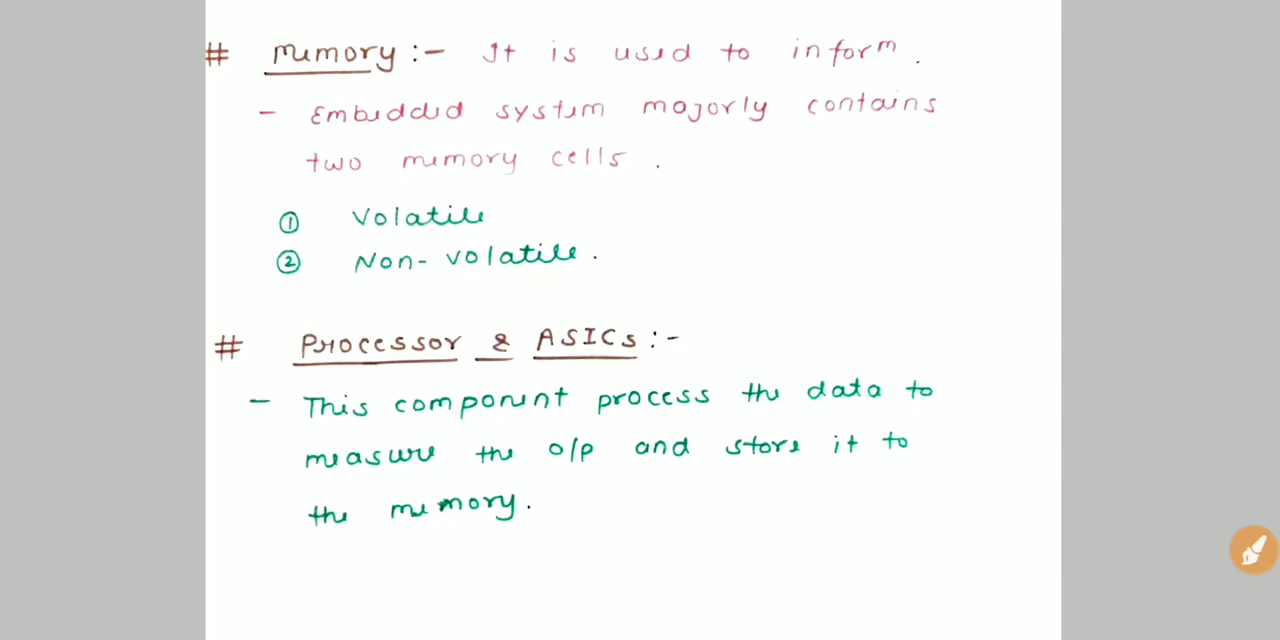 # Memory :- It is used to inform.
- Embedded system majorly contains
two memory cells.
① Volatile
② Non-volatile.
# Processor & ASICs :-
- This component process the data to
measure the o/p and store it to
the memory.